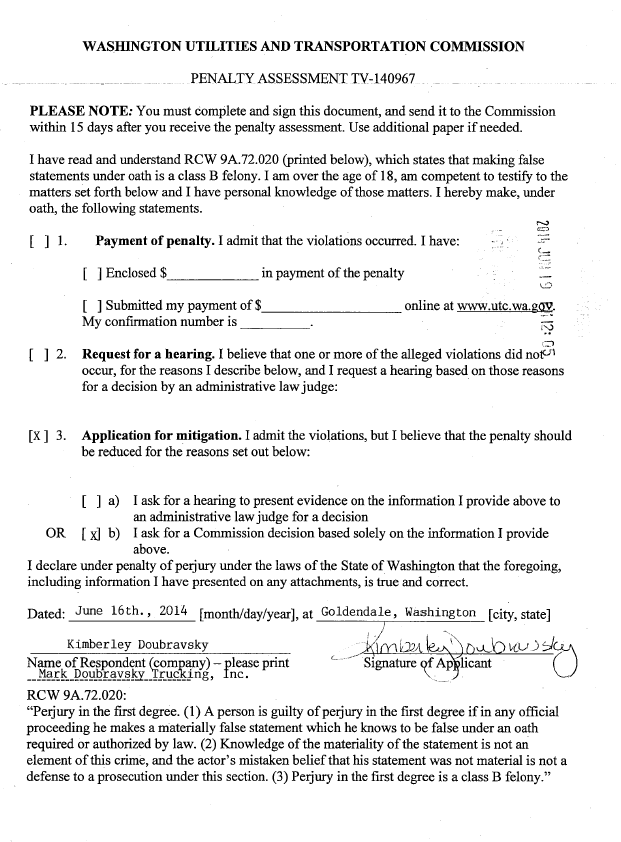 WASHINGTON UTILITIES AND TRANSPORTATION COMMISSION
PENALTY ASSESSMENT TV-140967
PLEASE NOTE: You must complete and sign this document, and send it to the Commission
within 15 days after you receive the penalty assessment. Use additional paper if needed.
I have read and understand RCW 9A.72.020 (printed below), which states that making false
statements under oath is a class B felony. I am over the age of 18, am competent to testify to the
matters set forth below and I have personal knowledge of those matters. I hereby make, under
oath, the following statements.
[ ] 1. Payment of penalty. I admit that the violations occurred. I have:
[ ] Enclosed $____________ in payment of the penalty
[ ] Submitted my payment of $__________________ online at www.utc.wa.gov.
My confirmation number is _________.
[ ] 2. Request for a hearing. I believe that one or more of the alleged violations did not
occur, for the reasons I describe below, and I request a hearing based on those reasons
for a decision by an administrative law judge:
[X] 3. Application for mitigation. I admit the violations, but I believe that the penalty should
be reduced for the reasons set out below:
[ ] a) I ask for a hearing to present evidence on the information I provide above to
an administrative law judge for a decision
OR [x] b) I ask for a Commission decision based solely on the information I provide
above.
I declare under penalty of perjury under the laws of the State of Washington that the foregoing,
including information I have presented on any attachments, is true and correct.
Dated: June 16th., 2014 [month/day/year], at Goldendale, Washington [city, state]
Kimberley Doubravsky Kimberley Doubravsky
Name of Respondent (company) – please print Signature of Applicant
Mark Doubravsky Trucking, Inc.
RCW 9A.72.020:
“Perjury in the first degree. (1) A person is guilty of perjury in the first degree if in any official
proceeding he makes a materially false statement which he knows to be false under an oath
required or authorized by law. (2) Knowledge of the materiality of the statement is not an
element of this crime, and the actor’s mistaken belief that his statement was not material is not a
defense to a prosecution under this section. (3) Perjury in the first degree is a class B felony.”